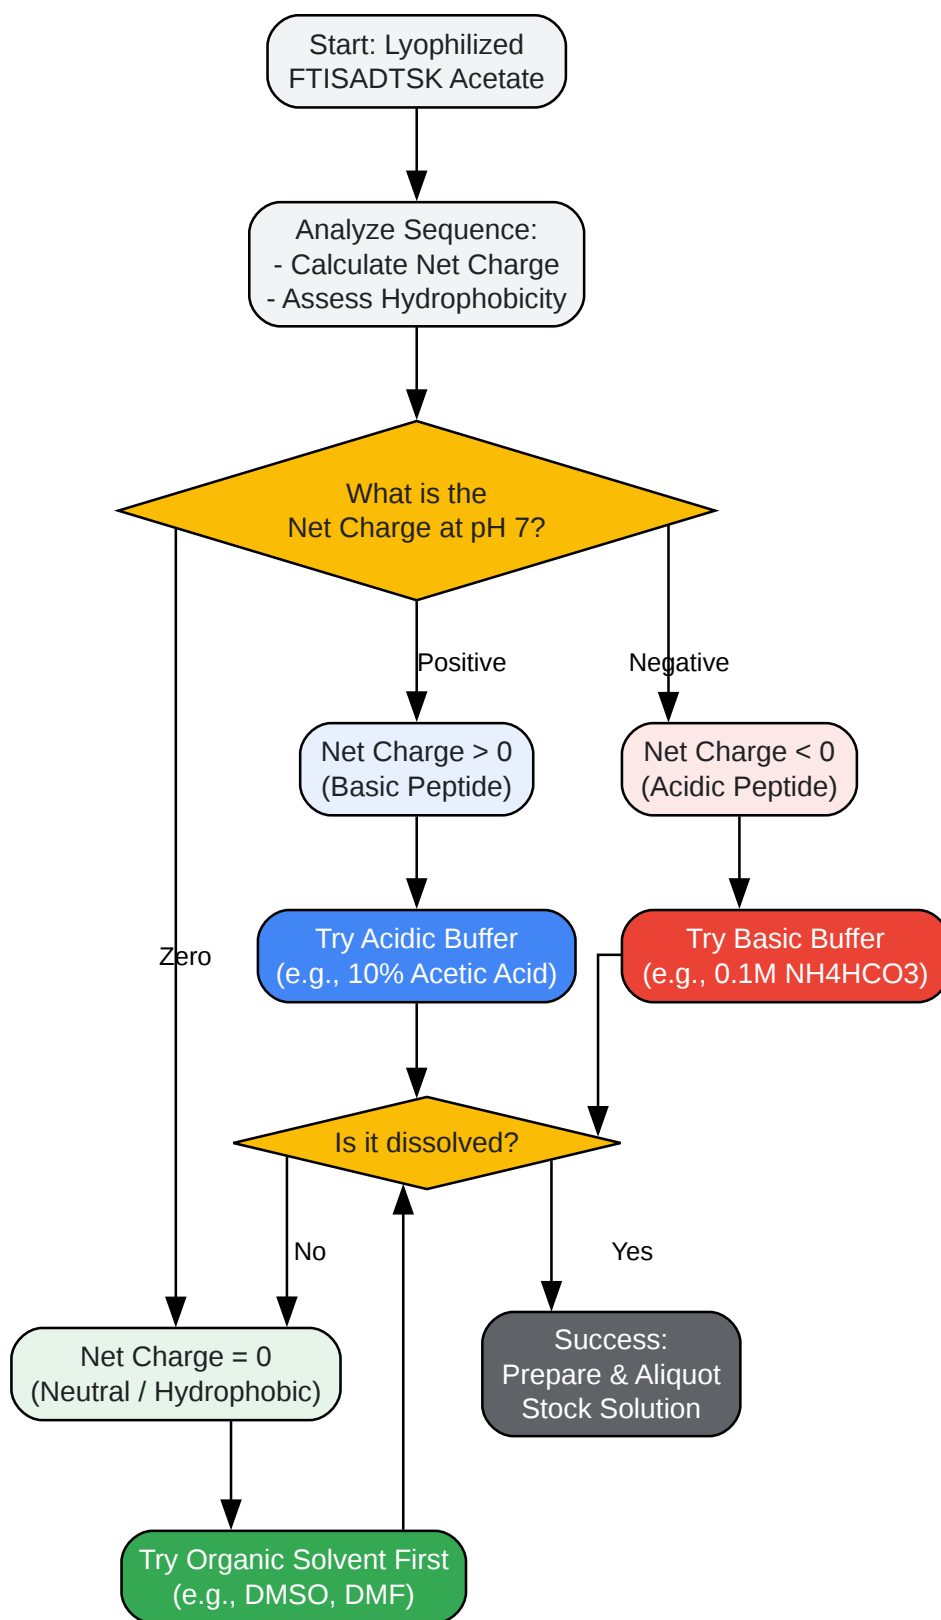 Start: Lyophilized
FTISADTSK Acetate
Analyze Sequence:
- Calculate Net Charge
- Assess Hydrophobicity
What is the
Net Charge at pH 7?
Positive
Negative
Net Charge > 0
(Basic Peptide)
Net Charge < 0
(Acidic Peptide)
Try Acidic Buffer
(e.g., 10% Acetic Acid)
Try Basic Buffer
(e.g., 0.1M NH4HCO3)
Zero
Is it dissolved?
No
Yes
Net Charge = 0
(Neutral / Hydrophobic)
Success:
Prepare & Aliquot
Stock Solution
Try Organic Solvent First
(e.g., DMSO, DMF)